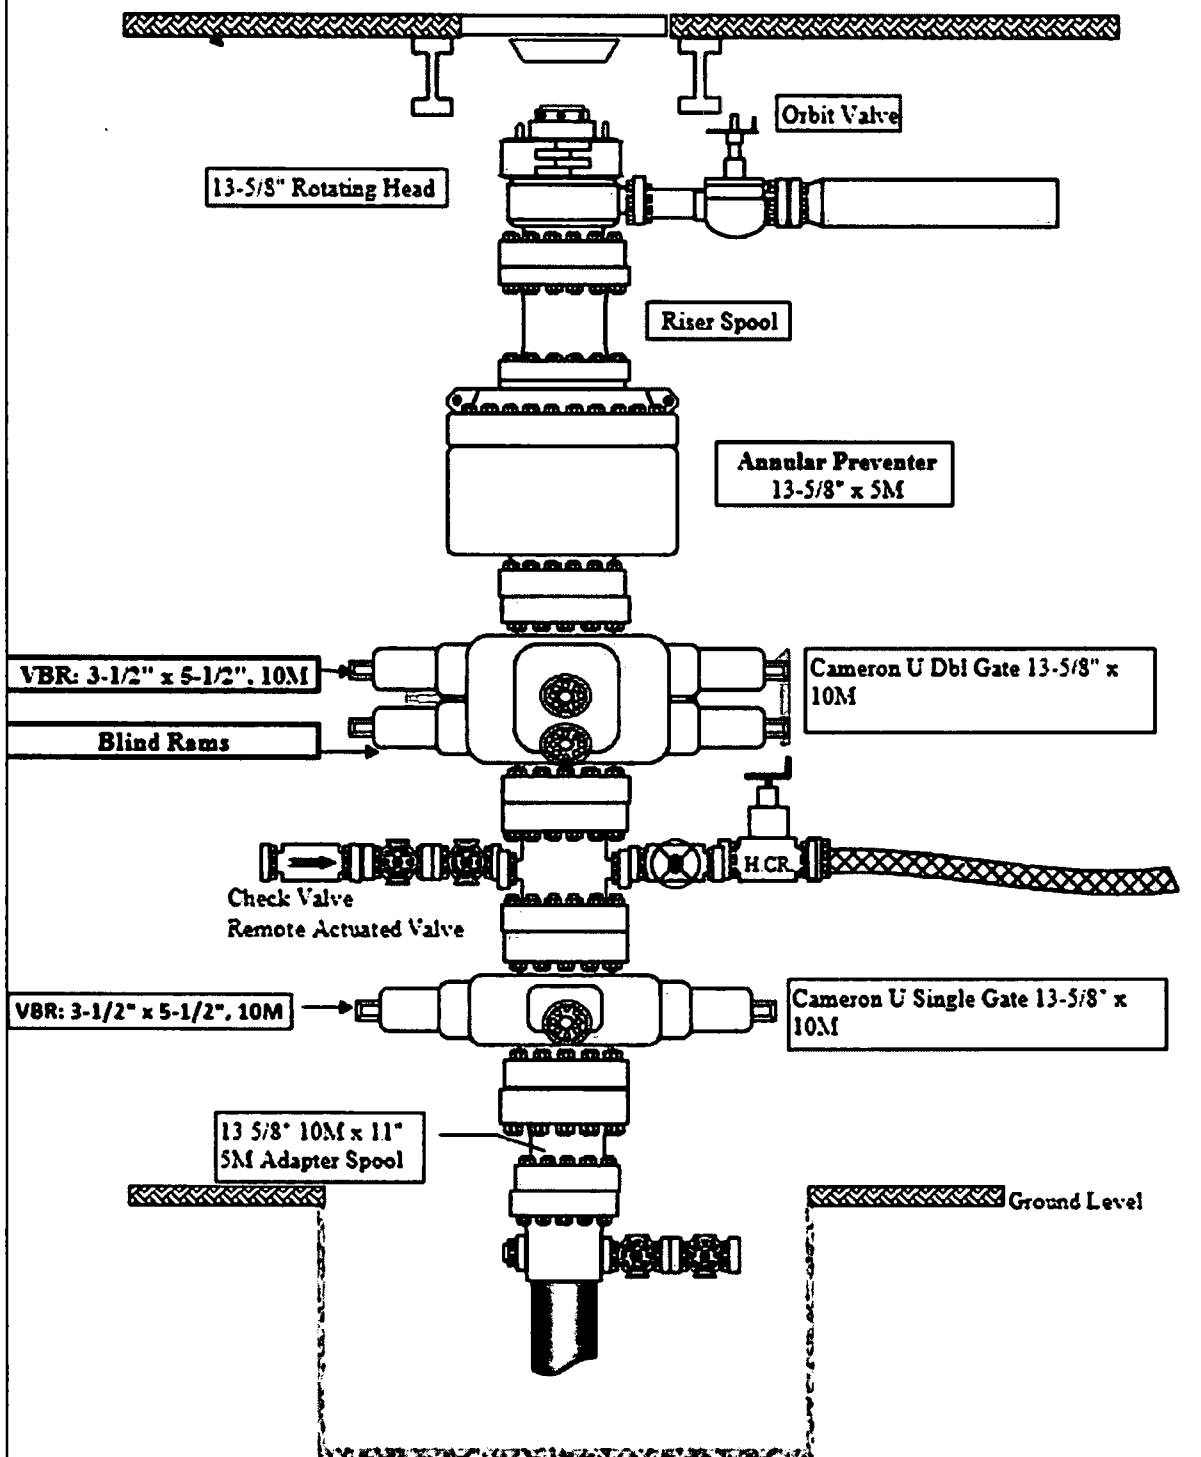 Orbit Valve
13-5/8" Rotating Head
Riser Spool
Annular Preventer
13-5/8" x 5M
VBR: 3-1/2" x 5-1/2", 10M
Cameron U Dbl Gate 13-5/8" x
10M
Blind Rams
H.CR.
Check Valve
Remote Actuated Valve
VBR: 3-1/2" x 5-1/2", 10M
Cameron U Single Gate 13-5/8" x
10M
13 5/8" 10M x 11"
5M Adapter Spool
Ground Level